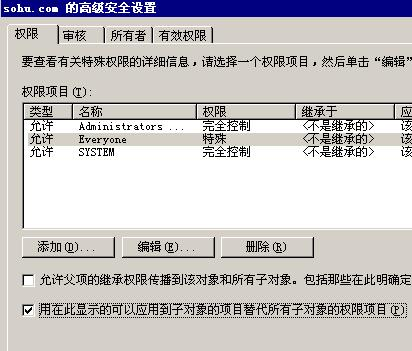 sohu.com 的高级安全设置
权限 审核 所有者 有效权限
要查看有关特殊权限的详细信息，请选择一个权限项目，然后单击“编辑”
权限项目(T):
类型 名称 权限 继承于 应
允许 Administrators ... 完全控制 <不是继承的> 该
允许 Everyone 特殊 <不是继承的> 该
允许 SYSTEM 完全控制 <不是继承的> 该
添加(D)... 编辑(E)... 删除(R)
允许父项的继承权限传播到该对象和所有子对象。包括那些在此明确定
用在此显示的可以应用到子对象的项目替代所有子对象的权限项目(P)